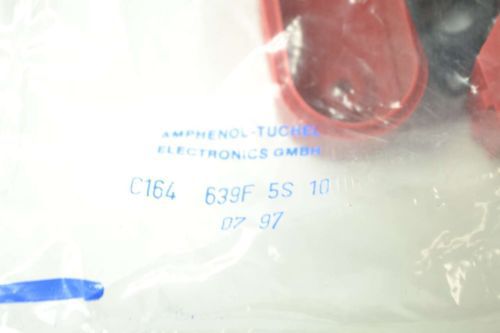 AMPHENOL-TUCHEL
ELECTRONICS GMBH
C164 639F 5S 10
07 97